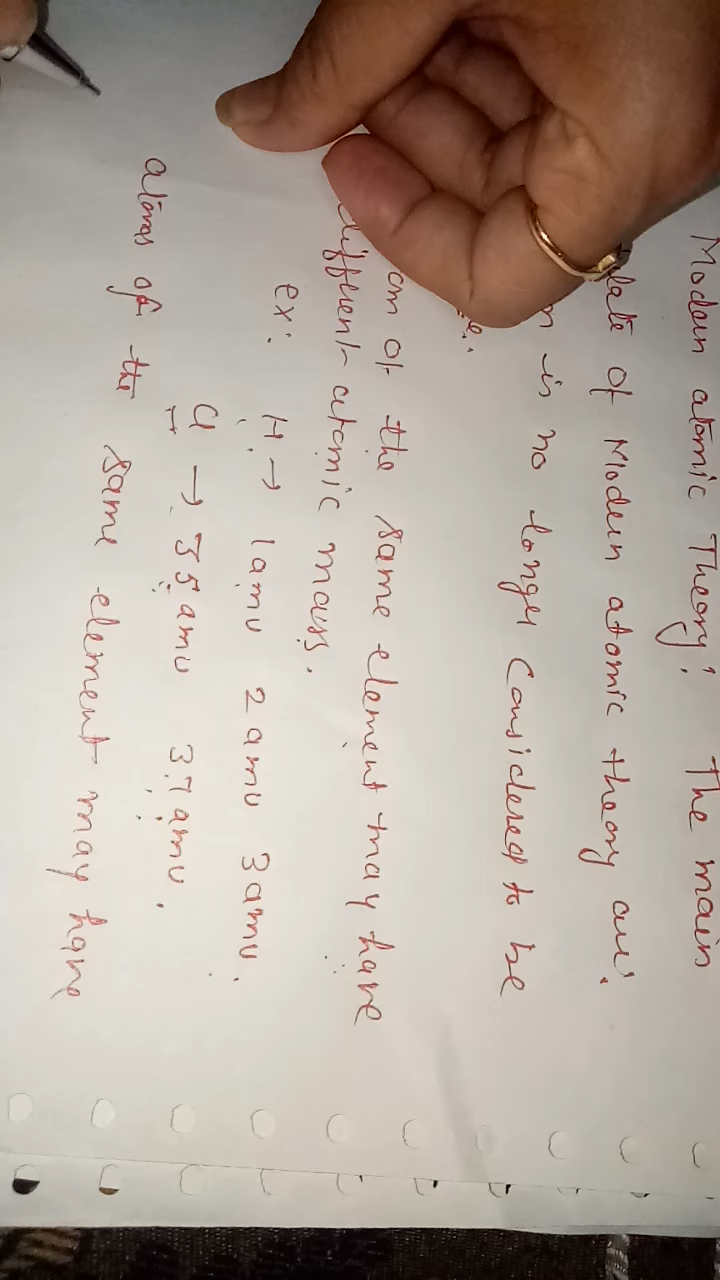 Modern atomic Theory: The main
of Modern atomic theory are.
is no longer Considered to be
of the same element may have
different atomic mass.
ex: H → 1amu 2amu 3amu.
Cl → 35amu 37amu.
atoms of the same element may have